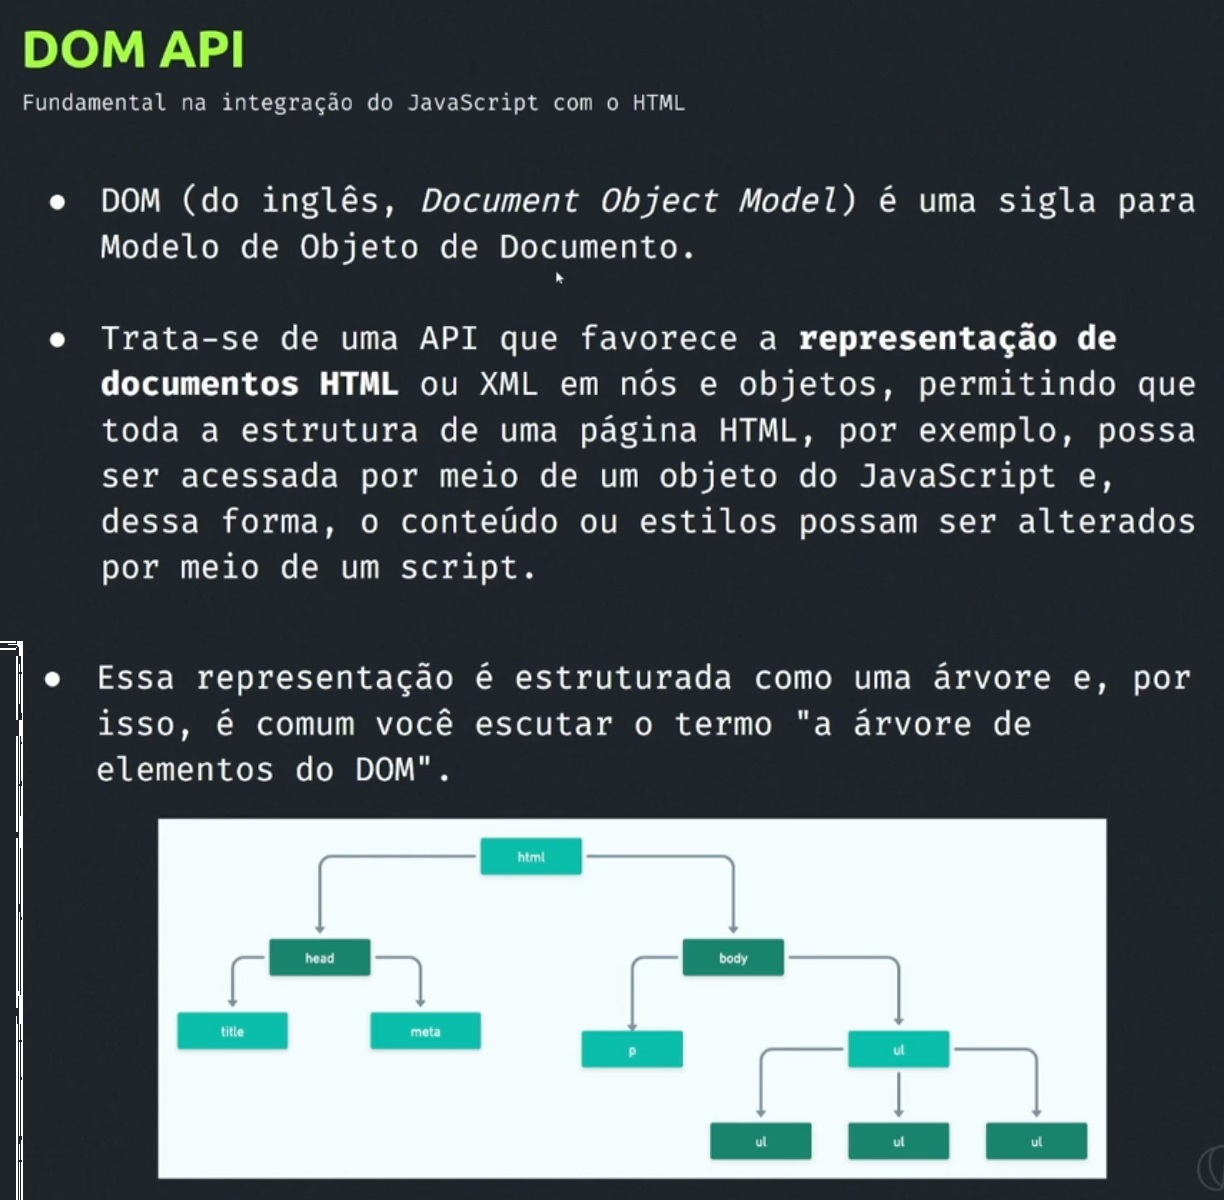 DOM API
Fundamental na integração do JavaScript com o HTML
● DOM (do inglês, Document Object Model) é uma sigla para
Modelo de Objeto de Documento.
● Trata-se de uma API que favorece a representação de
documentos HTML ou XML em nós e objetos, permitindo que
toda a estrutura de uma página HTML, por exemplo, possa
ser acessada por meio de um objeto do JavaScript e,
dessa forma, o conteúdo ou estilos possam ser alterados
por meio de um script.
● Essa representação é estruturada como uma árvore e, por
isso, é comum você escutar o termo "a árvore de
elementos do DOM".
html
head
body
title
meta
p
ul
ul
ul
ul